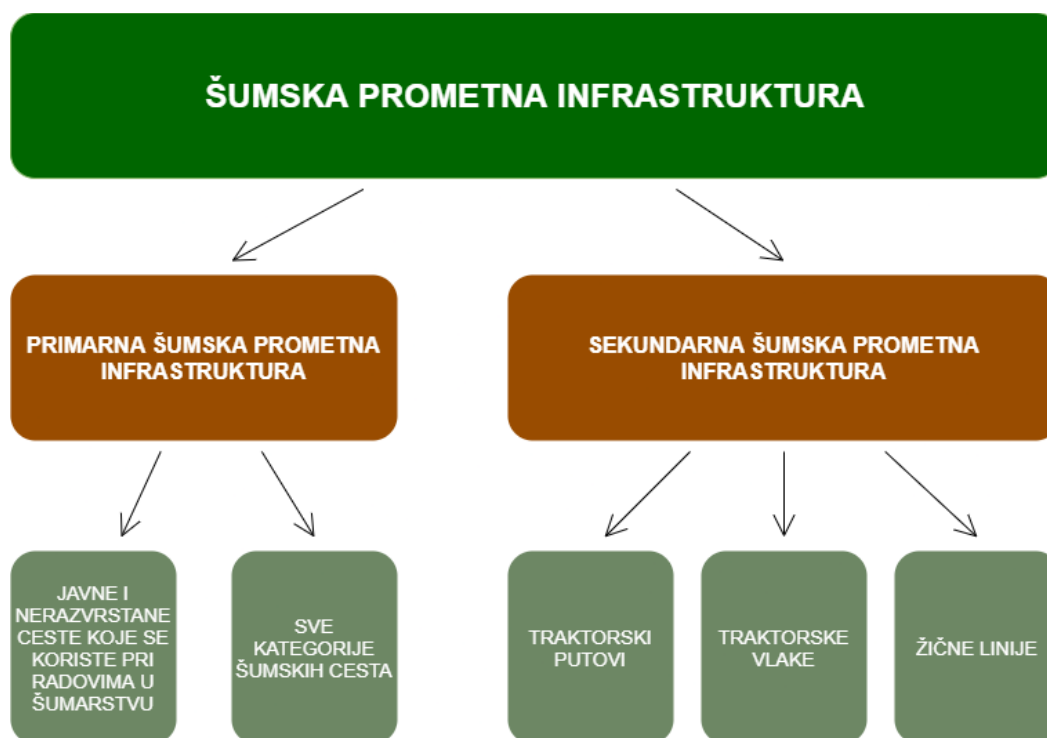 ŠUMSKA PROMETNA INFRASTRUKTURA
PRIMARNA ŠUMSKA PROMETNA
INFRASTRUKTURA
SEKUNDARNA ŠUMSKA PROMETNA
INFRASTRUKTURA
JAVNE I
NERAZVRSTANE
CESTE KOJE SE
KORISTE PRI
RADOVIMA U
ŠUMARSTVU
SVE
KATEGORIJE
ŠUMSKIH CESTA
TRAKTORSKI
PUTOVI
TRAKTORSKE
VLAKE
ŽIČNE LINIJE